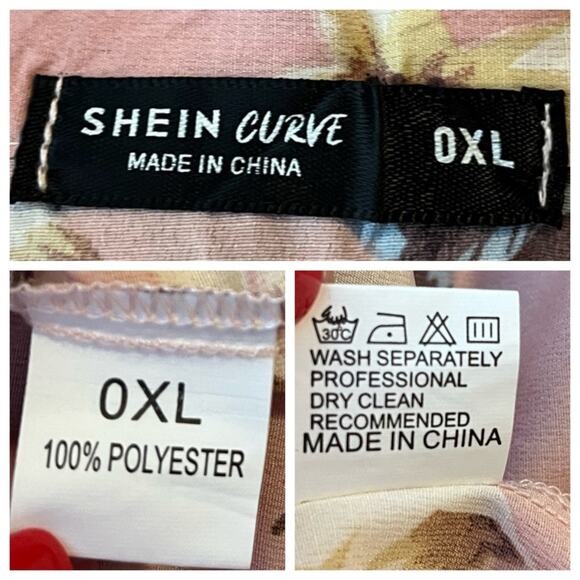 SHEIN CURVE
MADE IN CHINA
0XL
0XL
100% POLYESTER
30°C
WASH SEPARATELY
PROFESSIONAL
DRY CLEAN
RECOMMENDED
MADE IN CHINA